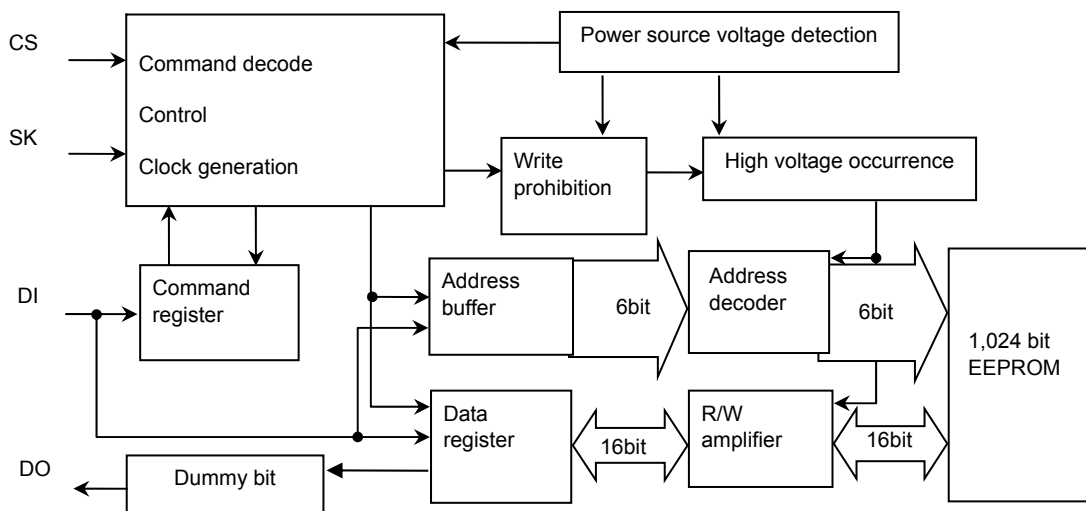 CS
SK
DI
DO
Command decode
Control
Clock generation
Power source voltage detection
Write
prohibition
High voltage occurrence
Command
register
Address
buffer
6bit
Address
decoder
6bit
1,024 bit
EEPROM
Data
register
16bit
R/W
amplifier
16bit
Dummy bit